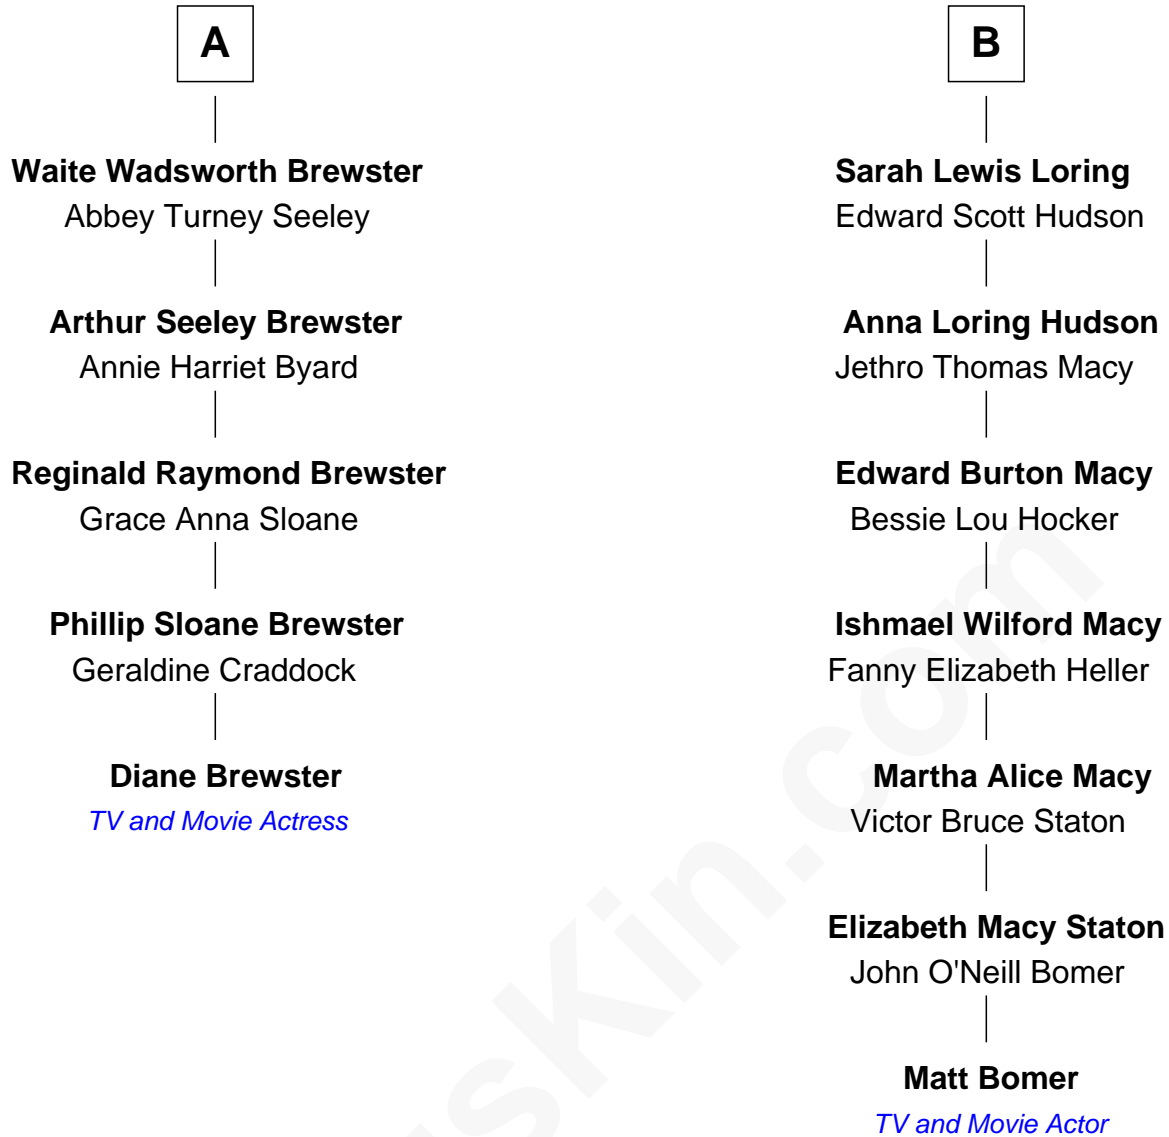 A
Waite Wadsworth Brewster
Abbey Turney Seeley
Arthur Seeley Brewster
Annie Harriet Byard
Reginald Raymond Brewster
Grace Anna Sloane
Phillip Sloane Brewster
Geraldine Craddock
Diane Brewster
TV and Movie Actress
B
Sarah Lewis Loring
Edward Scott Hudson
Anna Loring Hudson
Jethro Thomas Macy
Edward Burton Macy
Bessie Lou Hocker
Ishmael Wilford Macy
Fanny Elizabeth Heller
Martha Alice Macy
Victor Bruce Staton
Elizabeth Macy Staton
John O'Neill Bomer
Matt Bomer
TV and Movie Actor